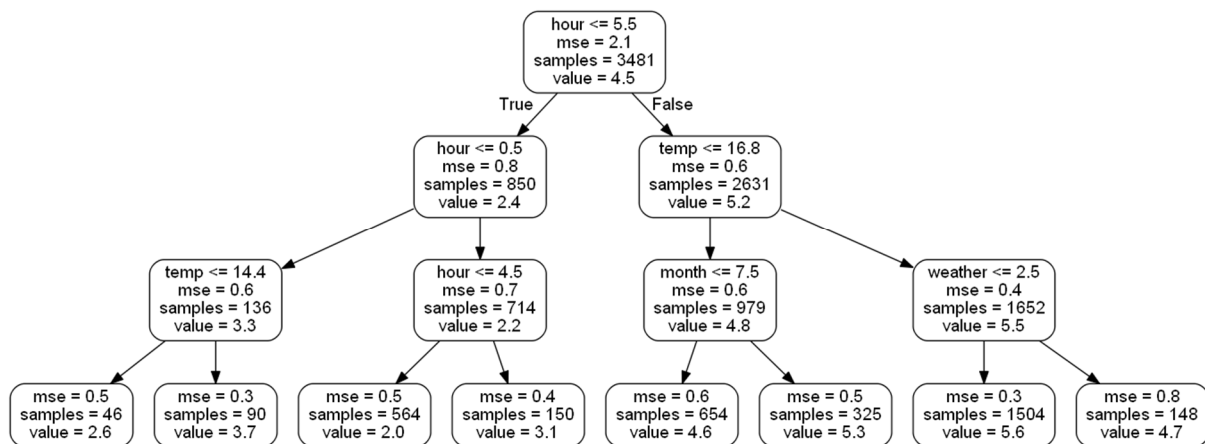 hour <= 5.5
mse = 2.1
samples = 3481
value = 4.5
True
False
hour <= 0.5
mse = 0.8
samples = 850
value = 2.4
temp <= 16.8
mse = 0.6
samples = 2631
value = 5.2
temp <= 14.4
mse = 0.6
samples = 136
value = 3.3
hour <= 4.5
mse = 0.7
samples = 714
value = 2.2
month <= 7.5
mse = 0.6
samples = 979
value = 4.8
weather <= 2.5
mse = 0.4
samples = 1652
value = 5.5
mse = 0.5
samples = 46
value = 2.6
mse = 0.3
samples = 90
value = 3.7
mse = 0.5
samples = 564
value = 2.0
mse = 0.4
samples = 150
value = 3.1
mse = 0.6
samples = 654
value = 4.6
mse = 0.5
samples = 325
value = 5.3
mse = 0.3
samples = 1504
value = 5.6
mse = 0.8
samples = 148
value = 4.7